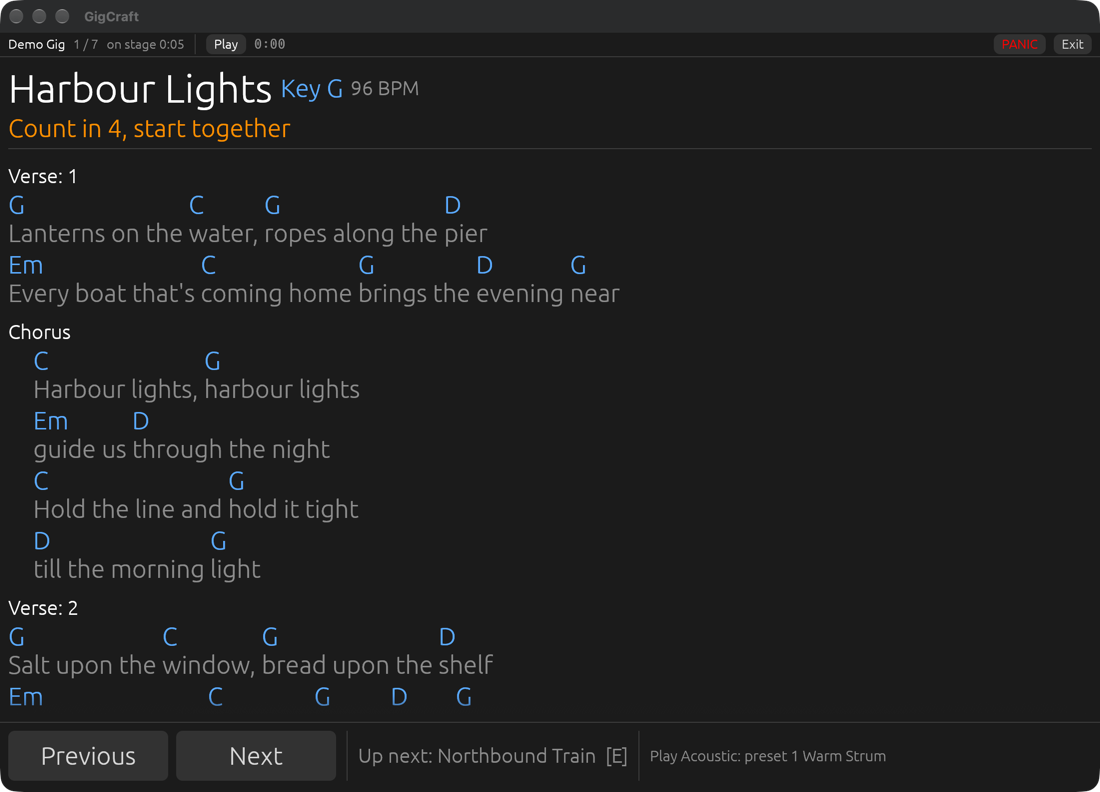 GigCraft
Demo Gig 1 / 7 on stage 0:05 Play 0:00 PANIC Exit
Harbour Lights Key G 96 BPM
Count in 4, start together
Verse: 1
G C G D
Lanterns on the water, ropes along the pier
Em C G D G
Every boat that's coming home brings the evening near
Chorus
C G
Harbour lights, harbour lights
Em D
guide us through the night
C G
Hold the line and hold it tight
D G
till the morning light
Verse: 2
G C G D
Salt upon the window, bread upon the shelf
Em C G D G
Previous Next Up next: Northbound Train [E] Play Acoustic: preset 1 Warm Strum